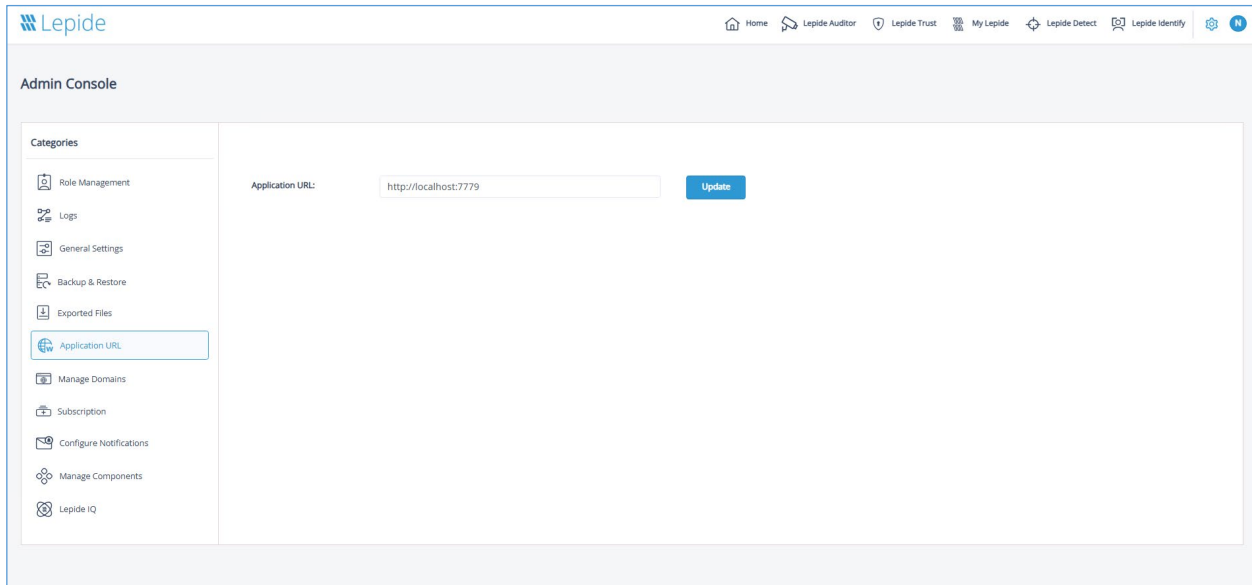 Lepide
Home Lepide Auditor Lepide Trust My Lepide Lepide Detect Lepide Identify N
Admin Console
Categories
Role Management
Application URL: http://localhost:7779 Update
Logs
General Settings
Backup & Restore
Exported Files
Application URL
Manage Domains
Subscription
Configure Notifications
Manage Components
Lepide IQ